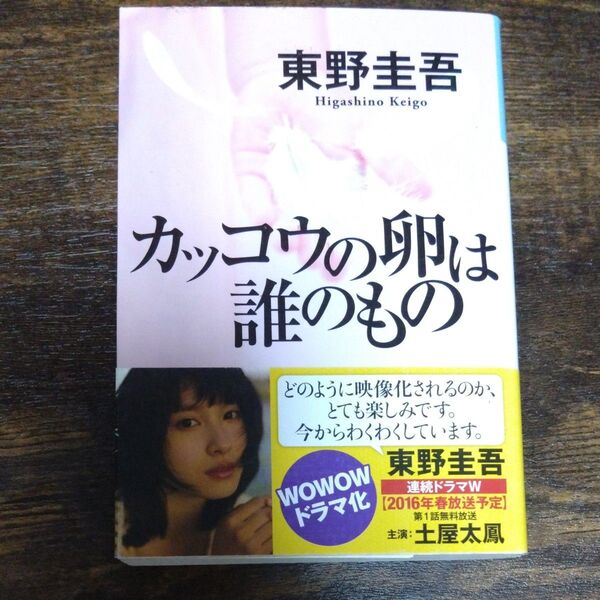 東野圭吾
Higashino Keigo
カッコウの卵は
誰のもの
どのように映像化されるのか、
とても楽しみです。
今からわくわくしています。
東野圭吾
WOWOW
ドラマ化
連続ドラマW
【2016年春放送予定】
第1話無料放送
主演：土屋太鳳